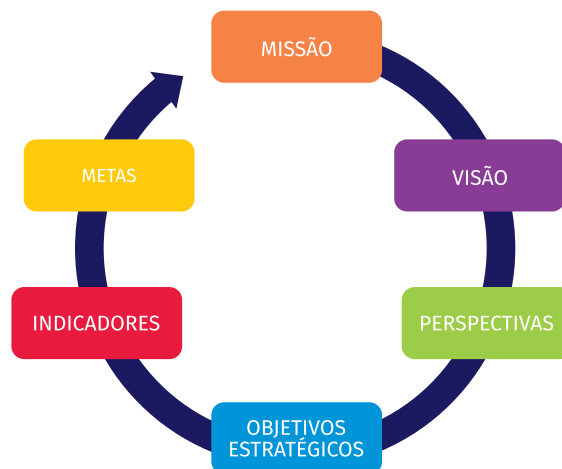 MISSÃO
VISÃO
PERSPECTIVAS
OBJETIVOS
ESTRATÉGICOS
INDICADORES
METAS